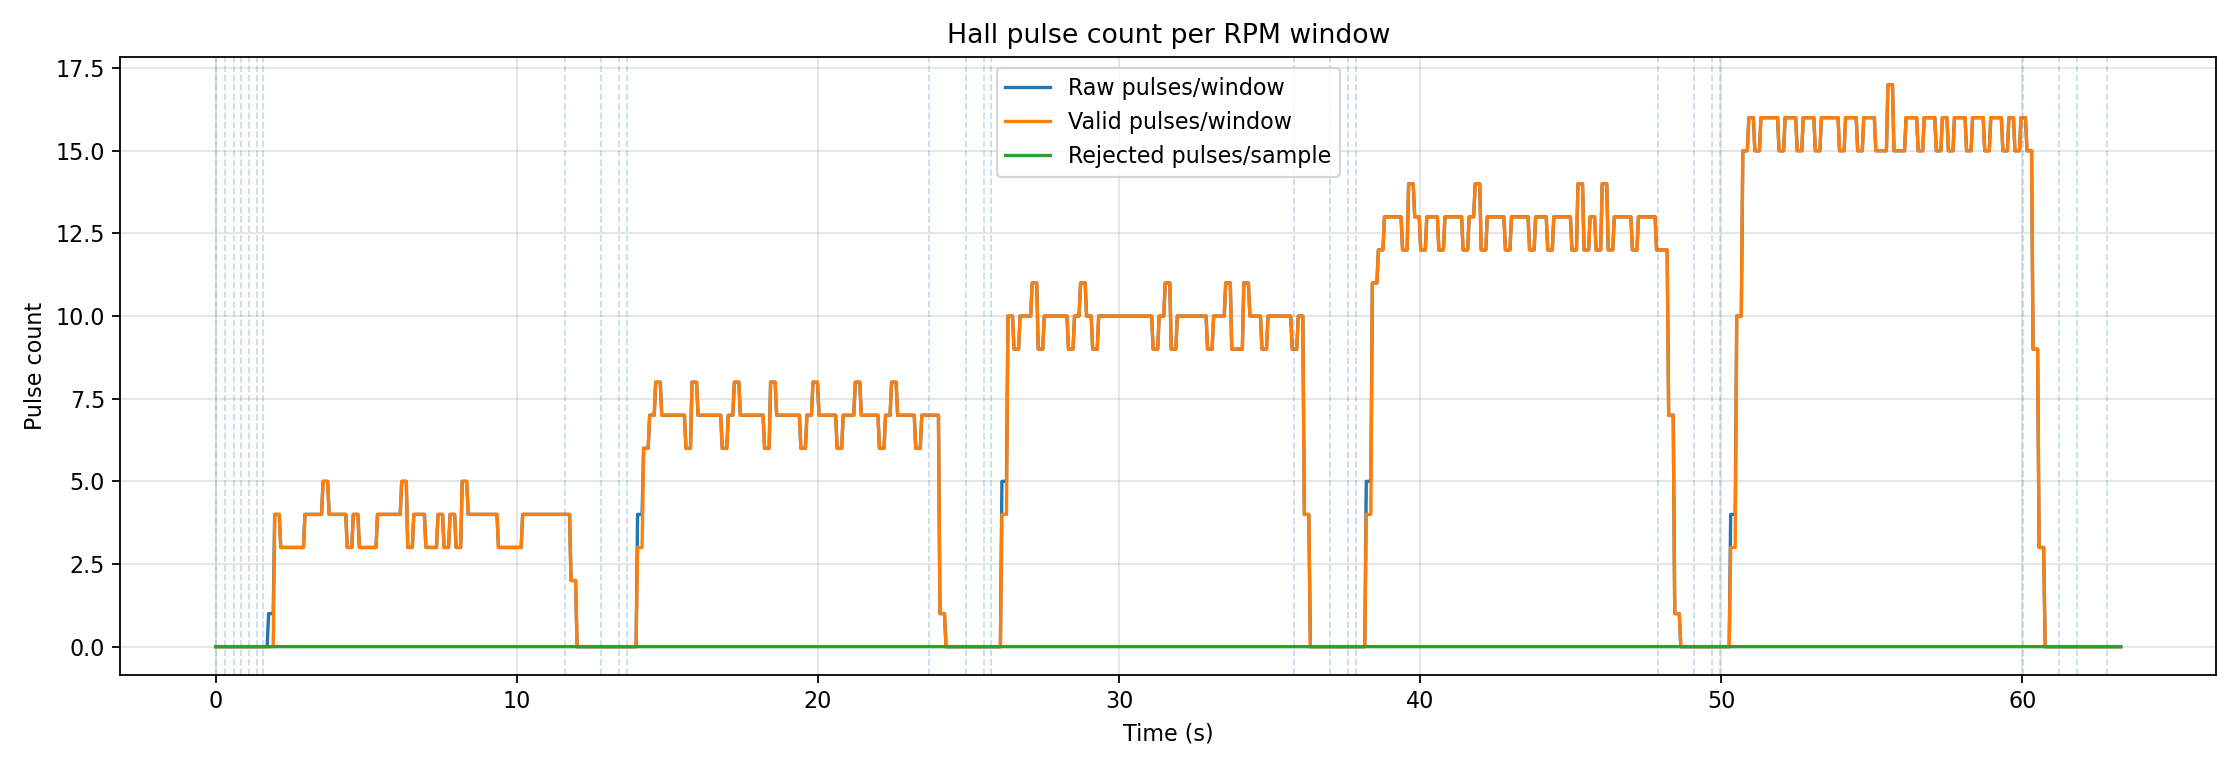 Hall pulse count per RPM window
17.5
15.0
12.5
10.0
7.5
5.0
2.5
0.0
Pulse count
Raw pulses/window
Valid pulses/window
Rejected pulses/sample
0 10 20 30 40 50 60
Time (s)